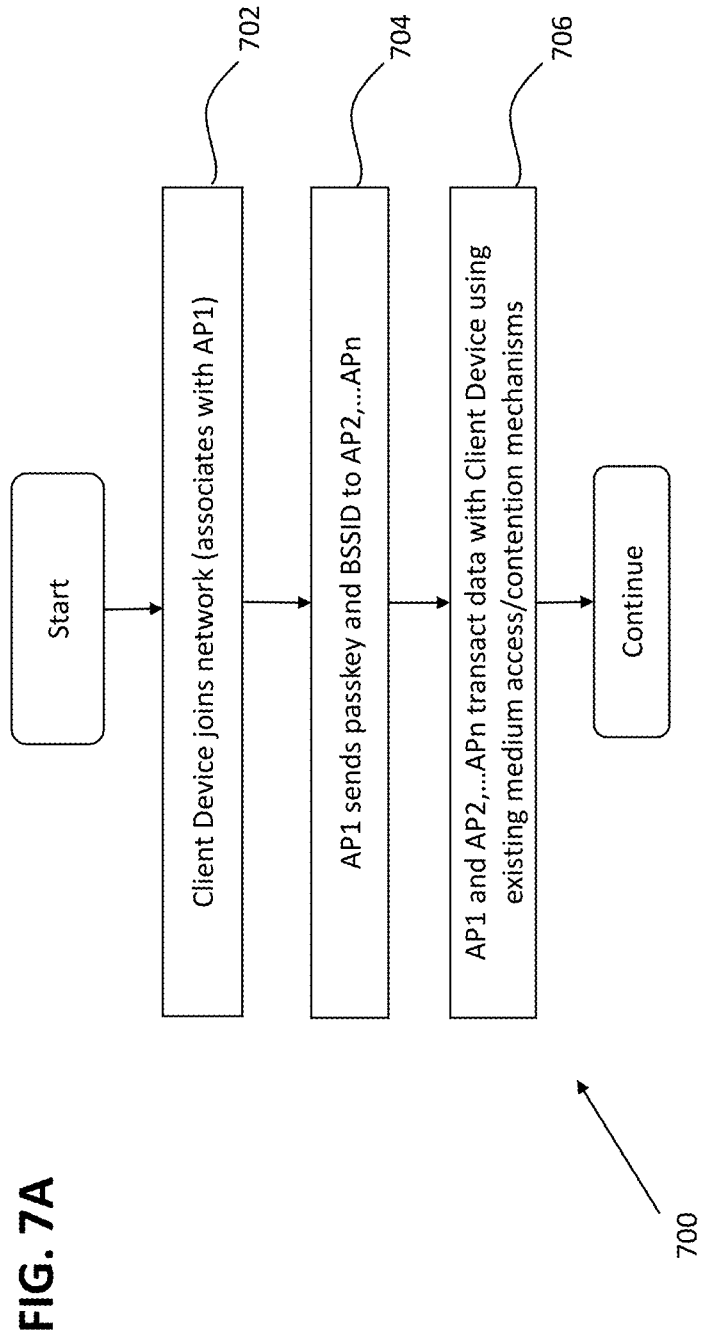 FIG. 7A
Start
Client Device joins network (associates with AP1)
702
AP1 sends passkey and BSSID to AP2,...APn
704
AP1 and AP2,...APn transact data with Client Device using
existing medium access/contention mechanisms
706
Continue
700